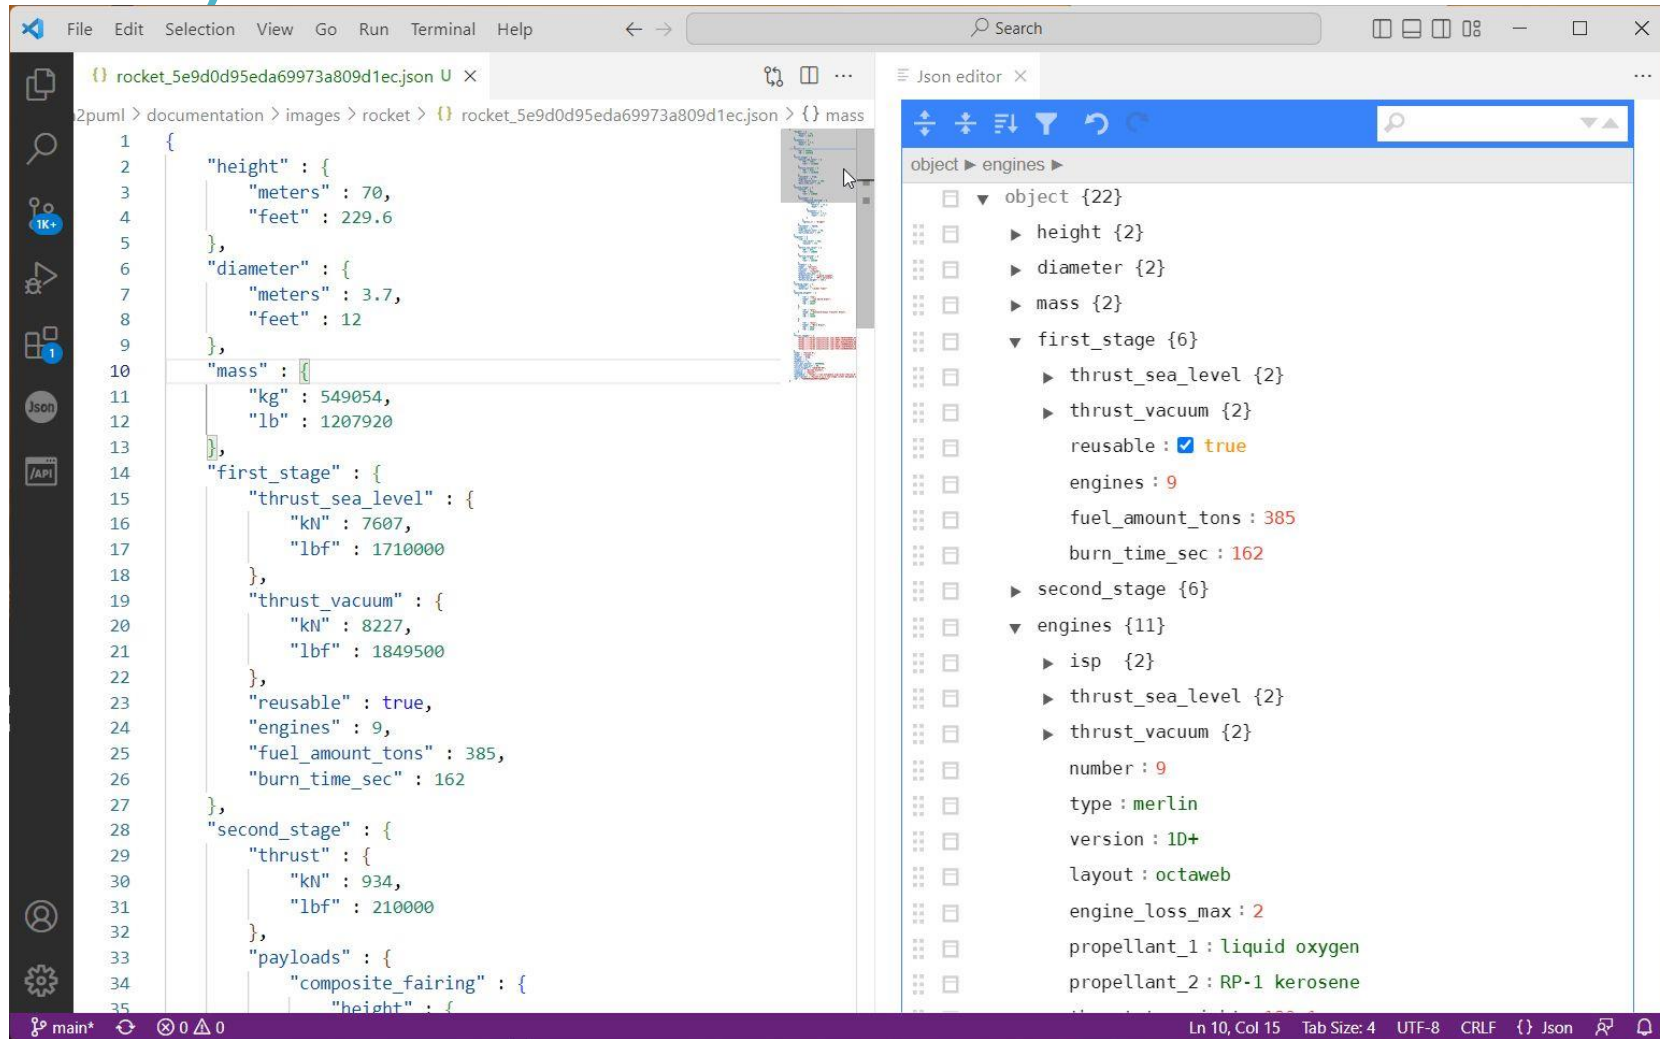 File Edit Selection View Go Run Terminal Help
Search
{} rocket_5e9d0d95eda69973a809d1ec.json U
2puml > documentation > images > rocket > {} rocket_5e9d0d95eda69973a809d1ec.json > {} mass
1 {
2 "height" : {
3 "meters" : 70,
4 "feet" : 229.6
5 },
6 "diameter" : {
7 "meters" : 3.7,
8 "feet" : 12
9 },
10 "mass" : {
11 "kg" : 549054,
12 "lb" : 1207920
13 },
14 "first_stage" : {
15 "thrust_sea_level" : {
16 "kN" : 7607,
17 "lbf" : 1710000
18 },
19 "thrust_vacuum" : {
20 "kN" : 8227,
21 "lbf" : 1849500
22 },
23 "reusable" : true,
24 "engines" : 9,
25 "fuel_amount_tons" : 385,
26 "burn_time_sec" : 162
27 },
28 "second_stage" : {
29 "thrust" : {
30 "kN" : 934,
31 "lbf" : 210000
32 },
33 "payloads" : {
34 "composite_fairing" : {
35 "height" : {
1K+
1
Json
/API
Json editor
object ▶ engines ▶
object {22}
height {2}
diameter {2}
mass {2}
first_stage {6}
thrust_sea_level {2}
thrust_vacuum {2}
reusable : true
engines : 9
fuel_amount_tons : 385
burn_time_sec : 162
second_stage {6}
engines {11}
isp {2}
thrust_sea_level {2}
thrust_vacuum {2}
number : 9
type : merlin
version : 1D+
layout : octaweb
engine_loss_max : 2
propellant_1 : liquid oxygen
propellant_2 : RP-1 kerosene
main* 0 0
Ln 10, Col 15 Tab Size: 4 UTF-8 CRLF {} Json